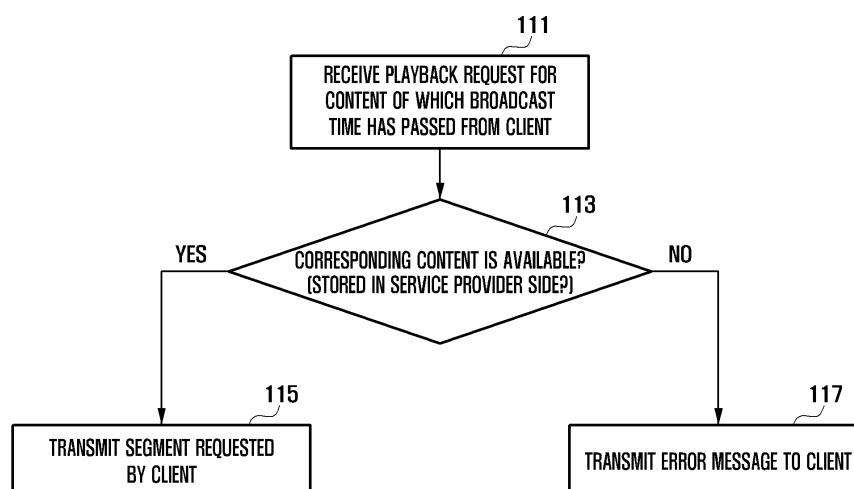 111
RECEIVE PLAYBACK REQUEST FOR
CONTENT OF WHICH BROADCAST
TIME HAS PASSED FROM CLIENT
113
YES
CORRESPONDING CONTENT IS AVAILABLE?
(STORED IN SERVICE PROVIDER SIDE?)
NO
115
TRANSMIT SEGMENT REQUESTED
BY CLIENT
117
TRANSMIT ERROR MESSAGE TO CLIENT